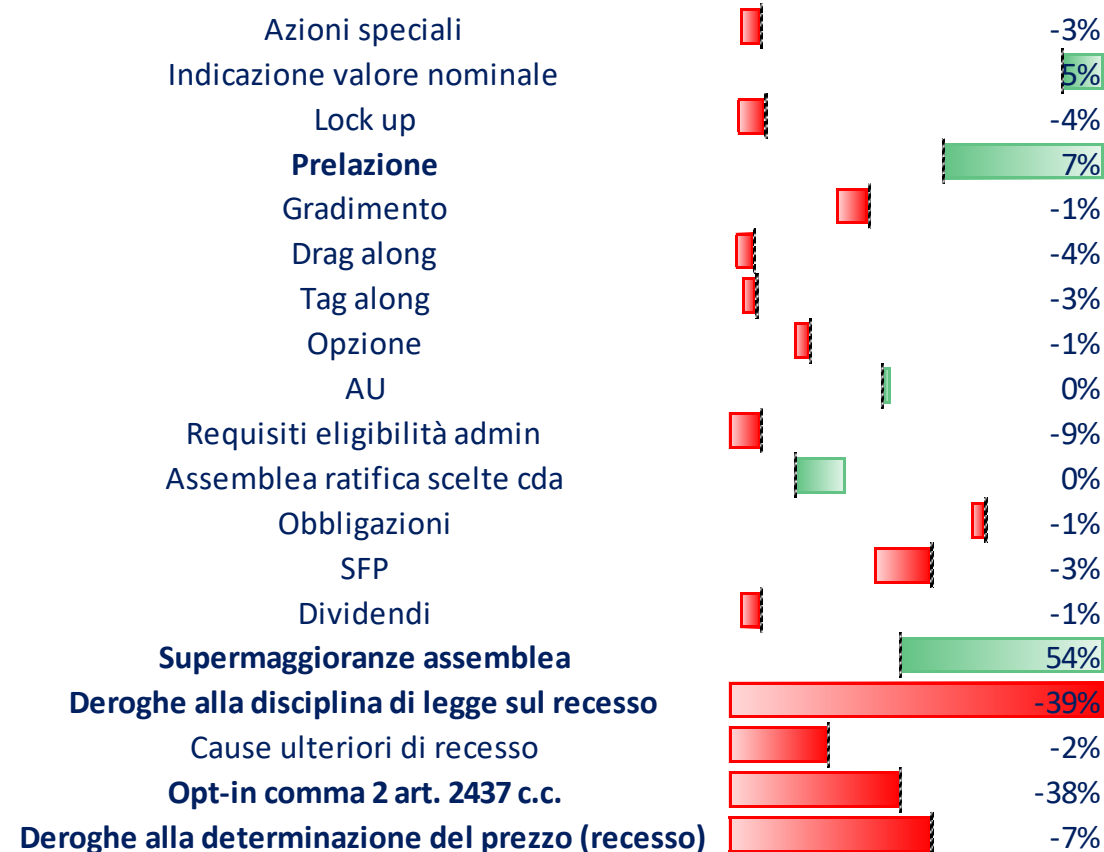 Azioni speciali -3%
Indicazione valore nominale 5%
Lock up -4%
Prelazione 7%
Gradimento -1%
Drag along -4%
Tag along -3%
Opzione -1%
AU 0%
Requisiti eligibilità admin -9%
Assemblea ratifica scelte cda 0%
Obbligazioni -1%
SFP -3%
Dividendi -1%
Supermaggioranze assemblea 54%
Deroghe alla disciplina di legge sul recesso -39%
Cause ulteriori di recesso -2%
Opt-in comma 2 art. 2437 c.c. -38%
Deroghe alla determinazione del prezzo (recesso) -7%